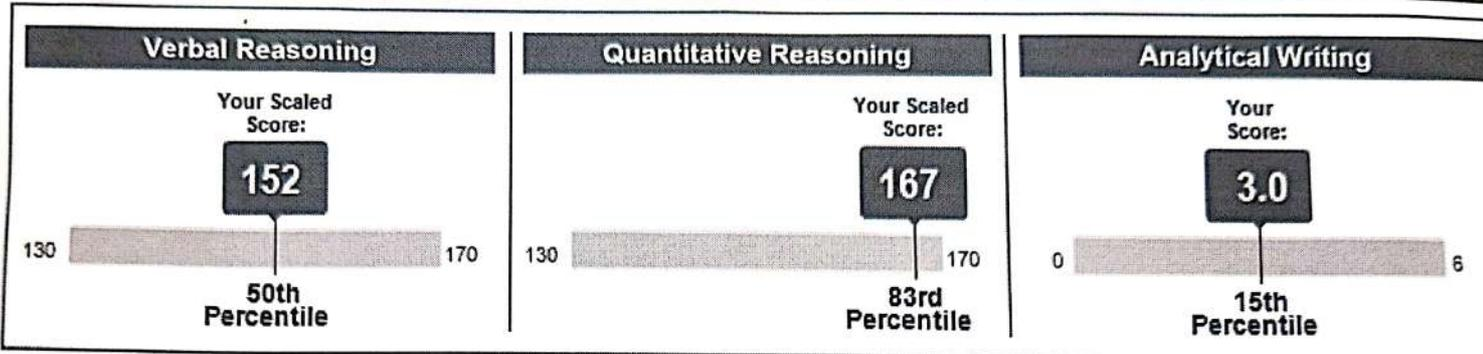 Verbal Reasoning
Your Scaled
Score:
152
130
170
50th
Percentile
Quantitative Reasoning
Your Scaled
Score:
167
130
170
83rd
Percentile
Analytical Writing
Your
Score:
3.0
0
6
15th
Percentile